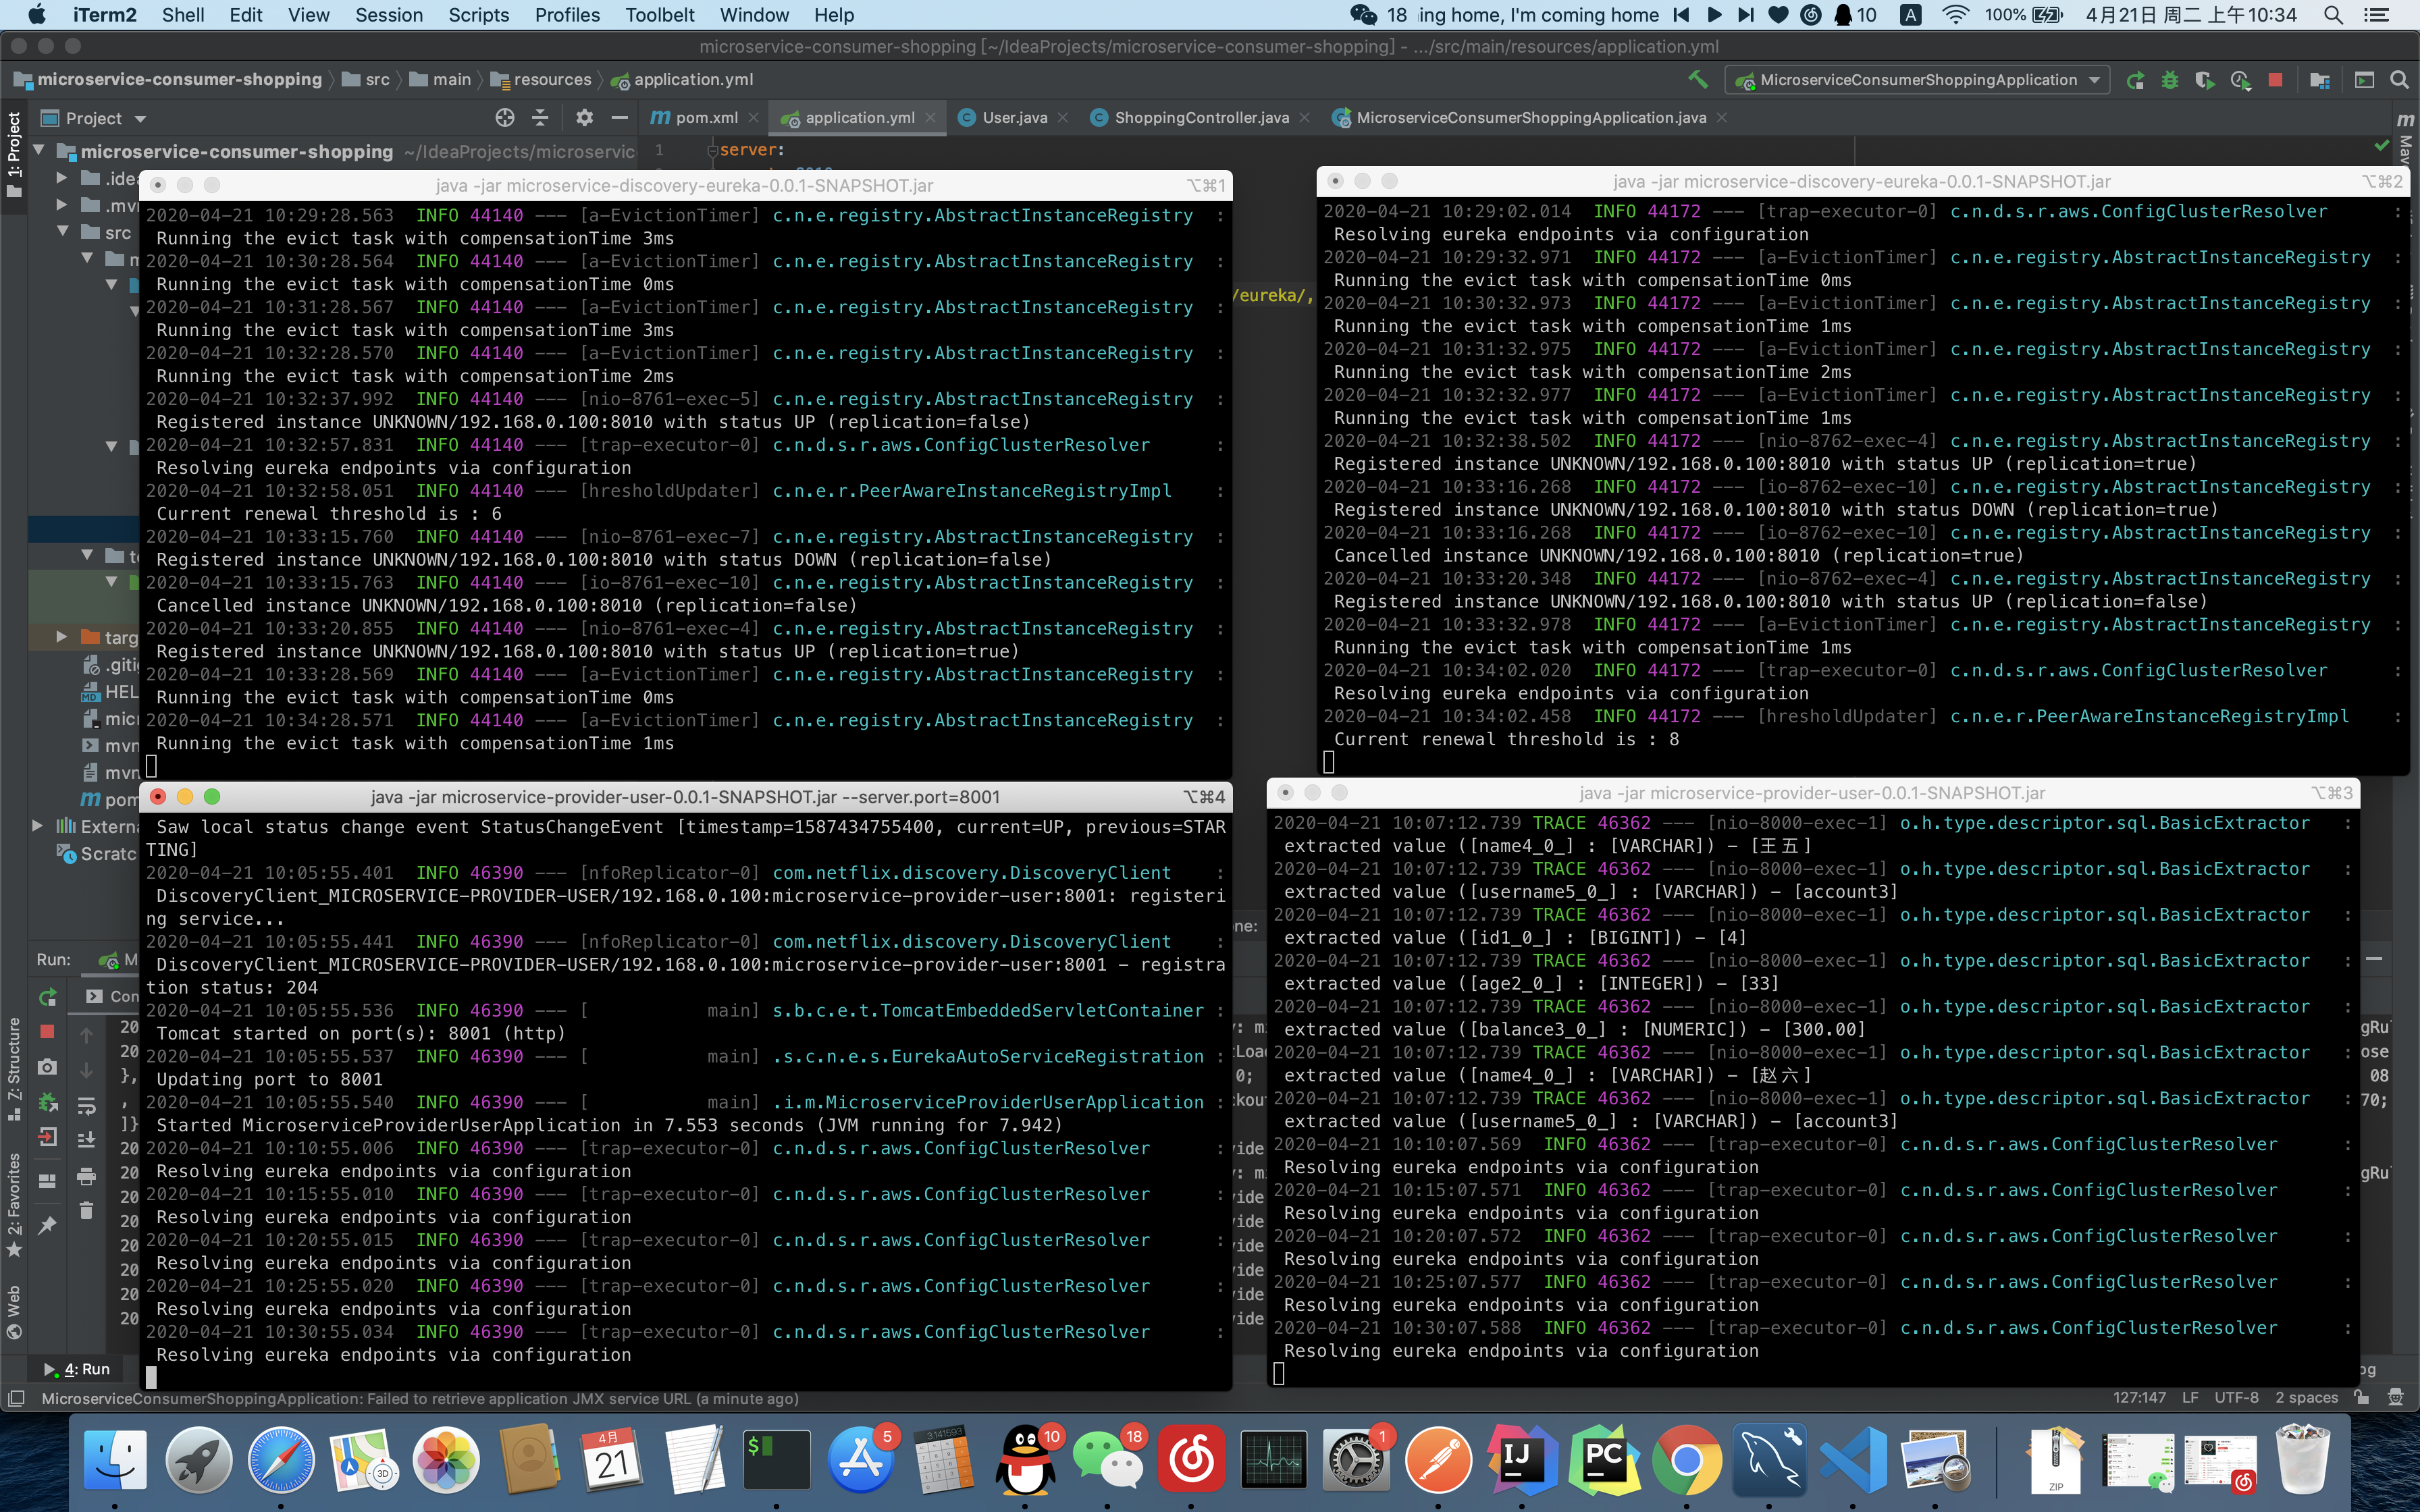 iTerm2 Shell Edit View Session Scripts Profiles Toolbelt Window Help 18 ing home, I'm coming home 10 A 100% 4月21日 周二 上午10:34
microservice-consumer-shopping [~/IdeaProjects/microservice-consumer-shopping] - .../src/main/resources/application.yml
microservice-consumer-shopping src main resources application.yml MicroserviceConsumerShoppingApplication
Project pom.xml application.yml User.java ShoppingController.java MicroserviceConsumerShoppingApplication.java
1: Project
microservice-consumer-shopping ~/IdeaProjects/microservic 1 server:
.ide
.mv
src
targ
.giti
HEL
micr
mvn
mvn
pom
Externa
Scratc
/eureka/,
java -jar microservice-discovery-eureka-0.0.1-SNAPSHOT.jar ⌥⌘1
2020-04-21 10:29:28.563 INFO 44140 --- [a-EvictionTimer] c.n.e.registry.AbstractInstanceRegistry :
Running the evict task with compensationTime 3ms
2020-04-21 10:30:28.564 INFO 44140 --- [a-EvictionTimer] c.n.e.registry.AbstractInstanceRegistry :
Running the evict task with compensationTime 0ms
2020-04-21 10:31:28.567 INFO 44140 --- [a-EvictionTimer] c.n.e.registry.AbstractInstanceRegistry :
Running the evict task with compensationTime 3ms
2020-04-21 10:32:28.570 INFO 44140 --- [a-EvictionTimer] c.n.e.registry.AbstractInstanceRegistry :
Running the evict task with compensationTime 2ms
2020-04-21 10:32:37.992 INFO 44140 --- [nio-8761-exec-5] c.n.e.registry.AbstractInstanceRegistry :
Registered instance UNKNOWN/192.168.0.100:8010 with status UP (replication=false)
2020-04-21 10:32:57.831 INFO 44140 --- [trap-executor-0] c.n.d.s.r.aws.ConfigClusterResolver :
Resolving eureka endpoints via configuration
2020-04-21 10:32:58.051 INFO 44140 --- [hresholdUpdater] c.n.e.r.PeerAwareInstanceRegistryImpl :
Current renewal threshold is : 6
2020-04-21 10:33:15.760 INFO 44140 --- [nio-8761-exec-7] c.n.e.registry.AbstractInstanceRegistry :
Registered instance UNKNOWN/192.168.0.100:8010 with status DOWN (replication=false)
2020-04-21 10:33:15.763 INFO 44140 --- [io-8761-exec-10] c.n.e.registry.AbstractInstanceRegistry :
Cancelled instance UNKNOWN/192.168.0.100:8010 (replication=false)
2020-04-21 10:33:20.855 INFO 44140 --- [nio-8761-exec-4] c.n.e.registry.AbstractInstanceRegistry :
Registered instance UNKNOWN/192.168.0.100:8010 with status UP (replication=true)
2020-04-21 10:33:28.569 INFO 44140 --- [a-EvictionTimer] c.n.e.registry.AbstractInstanceRegistry :
Running the evict task with compensationTime 0ms
2020-04-21 10:34:28.571 INFO 44140 --- [a-EvictionTimer] c.n.e.registry.AbstractInstanceRegistry :
Running the evict task with compensationTime 1ms
java -jar microservice-discovery-eureka-0.0.1-SNAPSHOT.jar ⌥⌘2
2020-04-21 10:29:02.014 INFO 44172 --- [trap-executor-0] c.n.d.s.r.aws.ConfigClusterResolver :
Resolving eureka endpoints via configuration
2020-04-21 10:29:32.971 INFO 44172 --- [a-EvictionTimer] c.n.e.registry.AbstractInstanceRegistry :
Running the evict task with compensationTime 0ms
2020-04-21 10:30:32.973 INFO 44172 --- [a-EvictionTimer] c.n.e.registry.AbstractInstanceRegistry :
Running the evict task with compensationTime 1ms
2020-04-21 10:31:32.975 INFO 44172 --- [a-EvictionTimer] c.n.e.registry.AbstractInstanceRegistry :
Running the evict task with compensationTime 2ms
2020-04-21 10:32:32.977 INFO 44172 --- [a-EvictionTimer] c.n.e.registry.AbstractInstanceRegistry :
Running the evict task with compensationTime 1ms
2020-04-21 10:32:38.502 INFO 44172 --- [nio-8762-exec-4] c.n.e.registry.AbstractInstanceRegistry :
Registered instance UNKNOWN/192.168.0.100:8010 with status UP (replication=true)
2020-04-21 10:33:16.268 INFO 44172 --- [io-8762-exec-10] c.n.e.registry.AbstractInstanceRegistry :
Registered instance UNKNOWN/192.168.0.100:8010 with status DOWN (replication=true)
2020-04-21 10:33:16.268 INFO 44172 --- [io-8762-exec-10] c.n.e.registry.AbstractInstanceRegistry :
Cancelled instance UNKNOWN/192.168.0.100:8010 (replication=true)
2020-04-21 10:33:20.348 INFO 44172 --- [nio-8762-exec-4] c.n.e.registry.AbstractInstanceRegistry :
Registered instance UNKNOWN/192.168.0.100:8010 with status UP (replication=false)
2020-04-21 10:33:32.978 INFO 44172 --- [a-EvictionTimer] c.n.e.registry.AbstractInstanceRegistry :
Running the evict task with compensationTime 1ms
2020-04-21 10:34:02.020 INFO 44172 --- [trap-executor-0] c.n.d.s.r.aws.ConfigClusterResolver :
Resolving eureka endpoints via configuration
2020-04-21 10:34:02.458 INFO 44172 --- [hresholdUpdater] c.n.e.r.PeerAwareInstanceRegistryImpl :
Current renewal threshold is : 8
java -jar microservice-provider-user-0.0.1-SNAPSHOT.jar --server.port=8001 ⌥⌘4
Saw local status change event StatusChangeEvent [timestamp=1587434755400, current=UP, previous=STAR
TING]
2020-04-21 10:05:55.401 INFO 46390 --- [nfoReplicator-0] com.netflix.discovery.DiscoveryClient :
DiscoveryClient_MICROSERVICE-PROVIDER-USER/192.168.0.100:microservice-provider-user:8001: registeri
ng service...
2020-04-21 10:05:55.441 INFO 46390 --- [nfoReplicator-0] com.netflix.discovery.DiscoveryClient :
DiscoveryClient_MICROSERVICE-PROVIDER-USER/192.168.0.100:microservice-provider-user:8001 - registra
tion status: 204
2020-04-21 10:05:55.536 INFO 46390 --- [ main] s.b.c.e.t.TomcatEmbeddedServletContainer :
Tomcat started on port(s): 8001 (http)
2020-04-21 10:05:55.537 INFO 46390 --- [ main] .s.c.n.e.s.EurekaAutoServiceRegistration :
Updating port to 8001
2020-04-21 10:05:55.540 INFO 46390 --- [ main] .i.m.MicroserviceProviderUserApplication :
Started MicroserviceProviderUserApplication in 7.553 seconds (JVM running for 7.942)
2020-04-21 10:10:55.006 INFO 46390 --- [trap-executor-0] c.n.d.s.r.aws.ConfigClusterResolver :
Resolving eureka endpoints via configuration
2020-04-21 10:15:55.010 INFO 46390 --- [trap-executor-0] c.n.d.s.r.aws.ConfigClusterResolver :
Resolving eureka endpoints via configuration
2020-04-21 10:20:55.015 INFO 46390 --- [trap-executor-0] c.n.d.s.r.aws.ConfigClusterResolver :
Resolving eureka endpoints via configuration
2020-04-21 10:25:55.020 INFO 46390 --- [trap-executor-0] c.n.d.s.r.aws.ConfigClusterResolver :
Resolving eureka endpoints via configuration
2020-04-21 10:30:55.034 INFO 46390 --- [trap-executor-0] c.n.d.s.r.aws.ConfigClusterResolver :
Resolving eureka endpoints via configuration
java -jar microservice-provider-user-0.0.1-SNAPSHOT.jar ⌥⌘3
2020-04-21 10:07:12.739 TRACE 46362 --- [nio-8000-exec-1] o.h.type.descriptor.sql.BasicExtractor :
extracted value ([name4_0_] : [VARCHAR]) - [王五]
2020-04-21 10:07:12.739 TRACE 46362 --- [nio-8000-exec-1] o.h.type.descriptor.sql.BasicExtractor :
extracted value ([username5_0_] : [VARCHAR]) - [account3]
2020-04-21 10:07:12.739 TRACE 46362 --- [nio-8000-exec-1] o.h.type.descriptor.sql.BasicExtractor :
extracted value ([id1_0_] : [BIGINT]) - [4]
2020-04-21 10:07:12.739 TRACE 46362 --- [nio-8000-exec-1] o.h.type.descriptor.sql.BasicExtractor :
extracted value ([age2_0_] : [INTEGER]) - [33]
2020-04-21 10:07:12.739 TRACE 46362 --- [nio-8000-exec-1] o.h.type.descriptor.sql.BasicExtractor :
extracted value ([balance3_0_] : [NUMERIC]) - [300.00]
2020-04-21 10:07:12.739 TRACE 46362 --- [nio-8000-exec-1] o.h.type.descriptor.sql.BasicExtractor :
extracted value ([name4_0_] : [VARCHAR]) - [赵六]
2020-04-21 10:07:12.739 TRACE 46362 --- [nio-8000-exec-1] o.h.type.descriptor.sql.BasicExtractor :
extracted value ([username5_0_] : [VARCHAR]) - [account3]
2020-04-21 10:10:07.569 INFO 46362 --- [trap-executor-0] c.n.d.s.r.aws.ConfigClusterResolver :
Resolving eureka endpoints via configuration
2020-04-21 10:15:07.571 INFO 46362 --- [trap-executor-0] c.n.d.s.r.aws.ConfigClusterResolver :
Resolving eureka endpoints via configuration
2020-04-21 10:20:07.572 INFO 46362 --- [trap-executor-0] c.n.d.s.r.aws.ConfigClusterResolver :
Resolving eureka endpoints via configuration
2020-04-21 10:25:07.577 INFO 46362 --- [trap-executor-0] c.n.d.s.r.aws.ConfigClusterResolver :
Resolving eureka endpoints via configuration
2020-04-21 10:30:07.588 INFO 46362 --- [trap-executor-0] c.n.d.s.r.aws.ConfigClusterResolver :
Resolving eureka endpoints via configuration
Run: M
Con
Z: Structure
2: Favorites
Web
4: Run
MicroserviceConsumerShoppingApplication: Failed to retrieve application JMX service URL (a minute ago) 127:147 LF UTF-8 2 spaces
4月
21
3D
5
3.141593
10
18
1
IJ
PC
ZIP